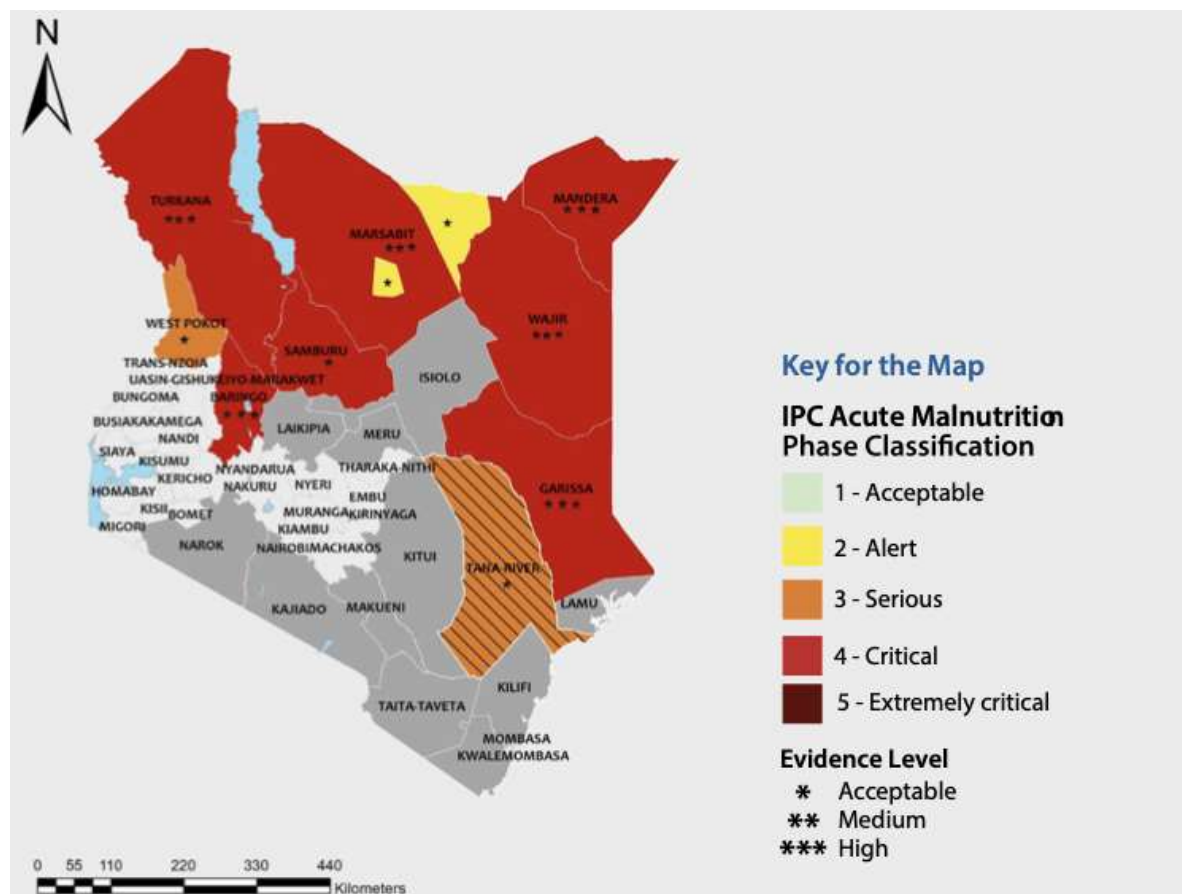 N
TURKANA
***
MANDERA
***
MARSABIT
***
*
*
WEST POKOT
*
WAJIR
***
SAMBURU
*
TRANS-NZOIA
UASIN-GISHUKEIYO-MARAKWET
BUNGOMA
BARINGO
***
ISIOLO
BUSIAKAKAMEGA
NANDI
LAIKIPIA
MERU
SIAYA
KISUMU
KERICHO
NYANDARUA
THARAKA-NITHI
HOMABAY
NAKURU
NYERI
EMBU
GARISSA
***
KISII
BOMET
MURANGA
KIRINYAGA
MIGORI
KIAMBU
NAROK
NAIROBIMACHAKOS
KITUI
TANA-RIVER
*
KAJIADO
MAKUENI
LAMU
KILIFI
TAITA-TAVETA
MOMBASA
KWALEMOMBASA
0 55 110 220 330 440
Kilometers
Key for the Map
IPC Acute Malnutrition
Phase Classification
1 - Acceptable
2 - Alert
3 - Serious
4 - Critical
5 - Extremely critical
Evidence Level
* Acceptable
** Medium
*** High